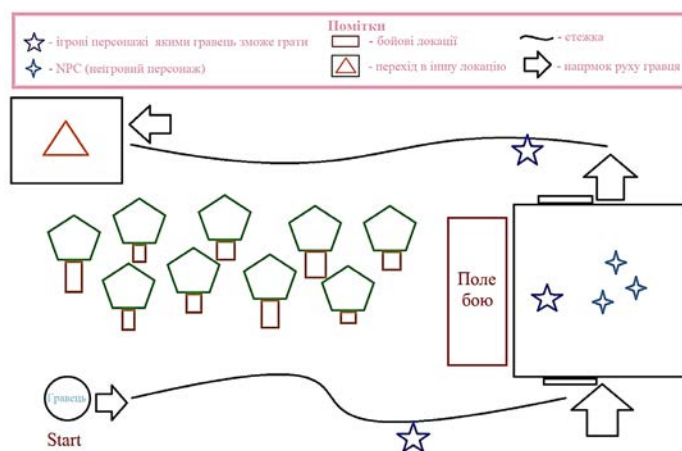 Помітки
- ігрові персонажі якими гравець зможе грати
- бойові локації
- стежка
- NPC (неігровий персонаж)
- перехід в іншу локацію
- напрмок руху гравця
Поле
бою
Гравець
Start